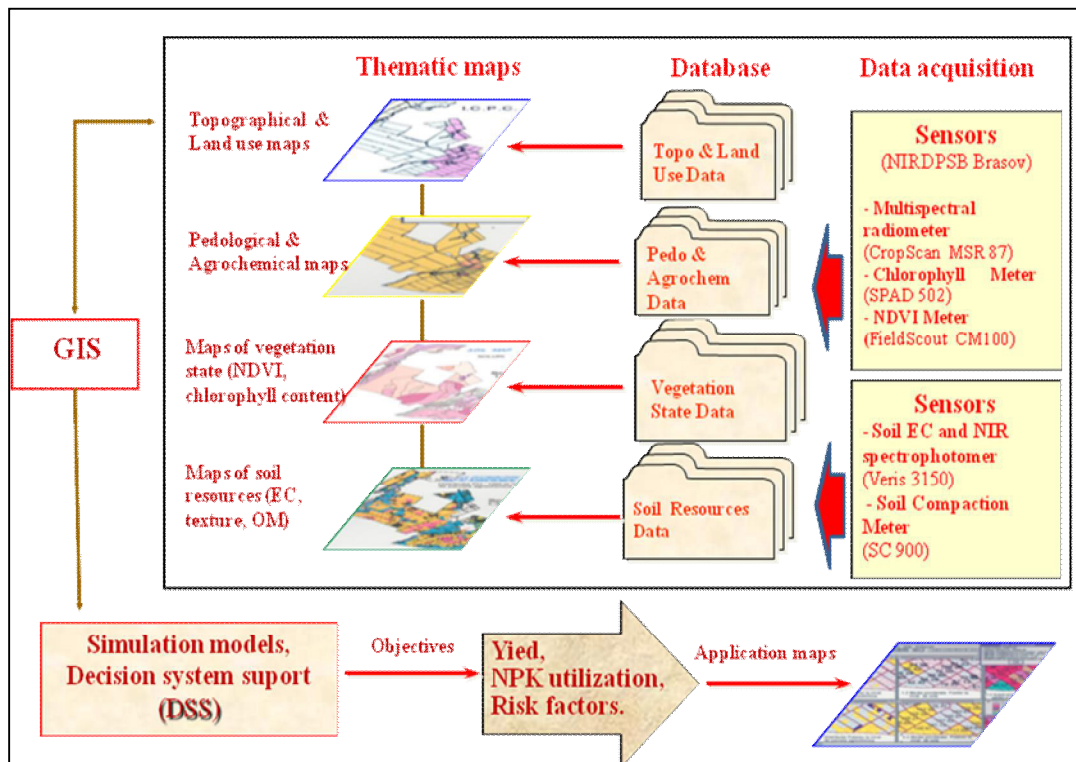 Thematic maps
Database
Data acquisition
Topographical &
Land use maps
I.C.P.C.
Topo & Land
Use Data
Sensors
(NIRDPSB Brasov)
- Multispectral
radiometer
(CropScan MSR 87)
- Chlorophyll Meter
(SPAD 502)
- NDVI Meter
(FieldScout CM100)
Pedological &
Agrochemical maps
Pedo &
Agrochem
Data
GIS
Maps of vegetation
state (NDVI,
chlorophyll content)
Vegetation
State Data
Sensors
- Soil EC and NIR
spectrophotomer
(Veris 3150)
- Soil Compaction
Meter
(SC 900)
Maps of soil
resources (EC,
texture, OM)
Soil Resources
Data
Simulation models,
Decision system suport
(DSS)
Objectives
Yied,
NPK utilization,
Risk factors.
Application maps